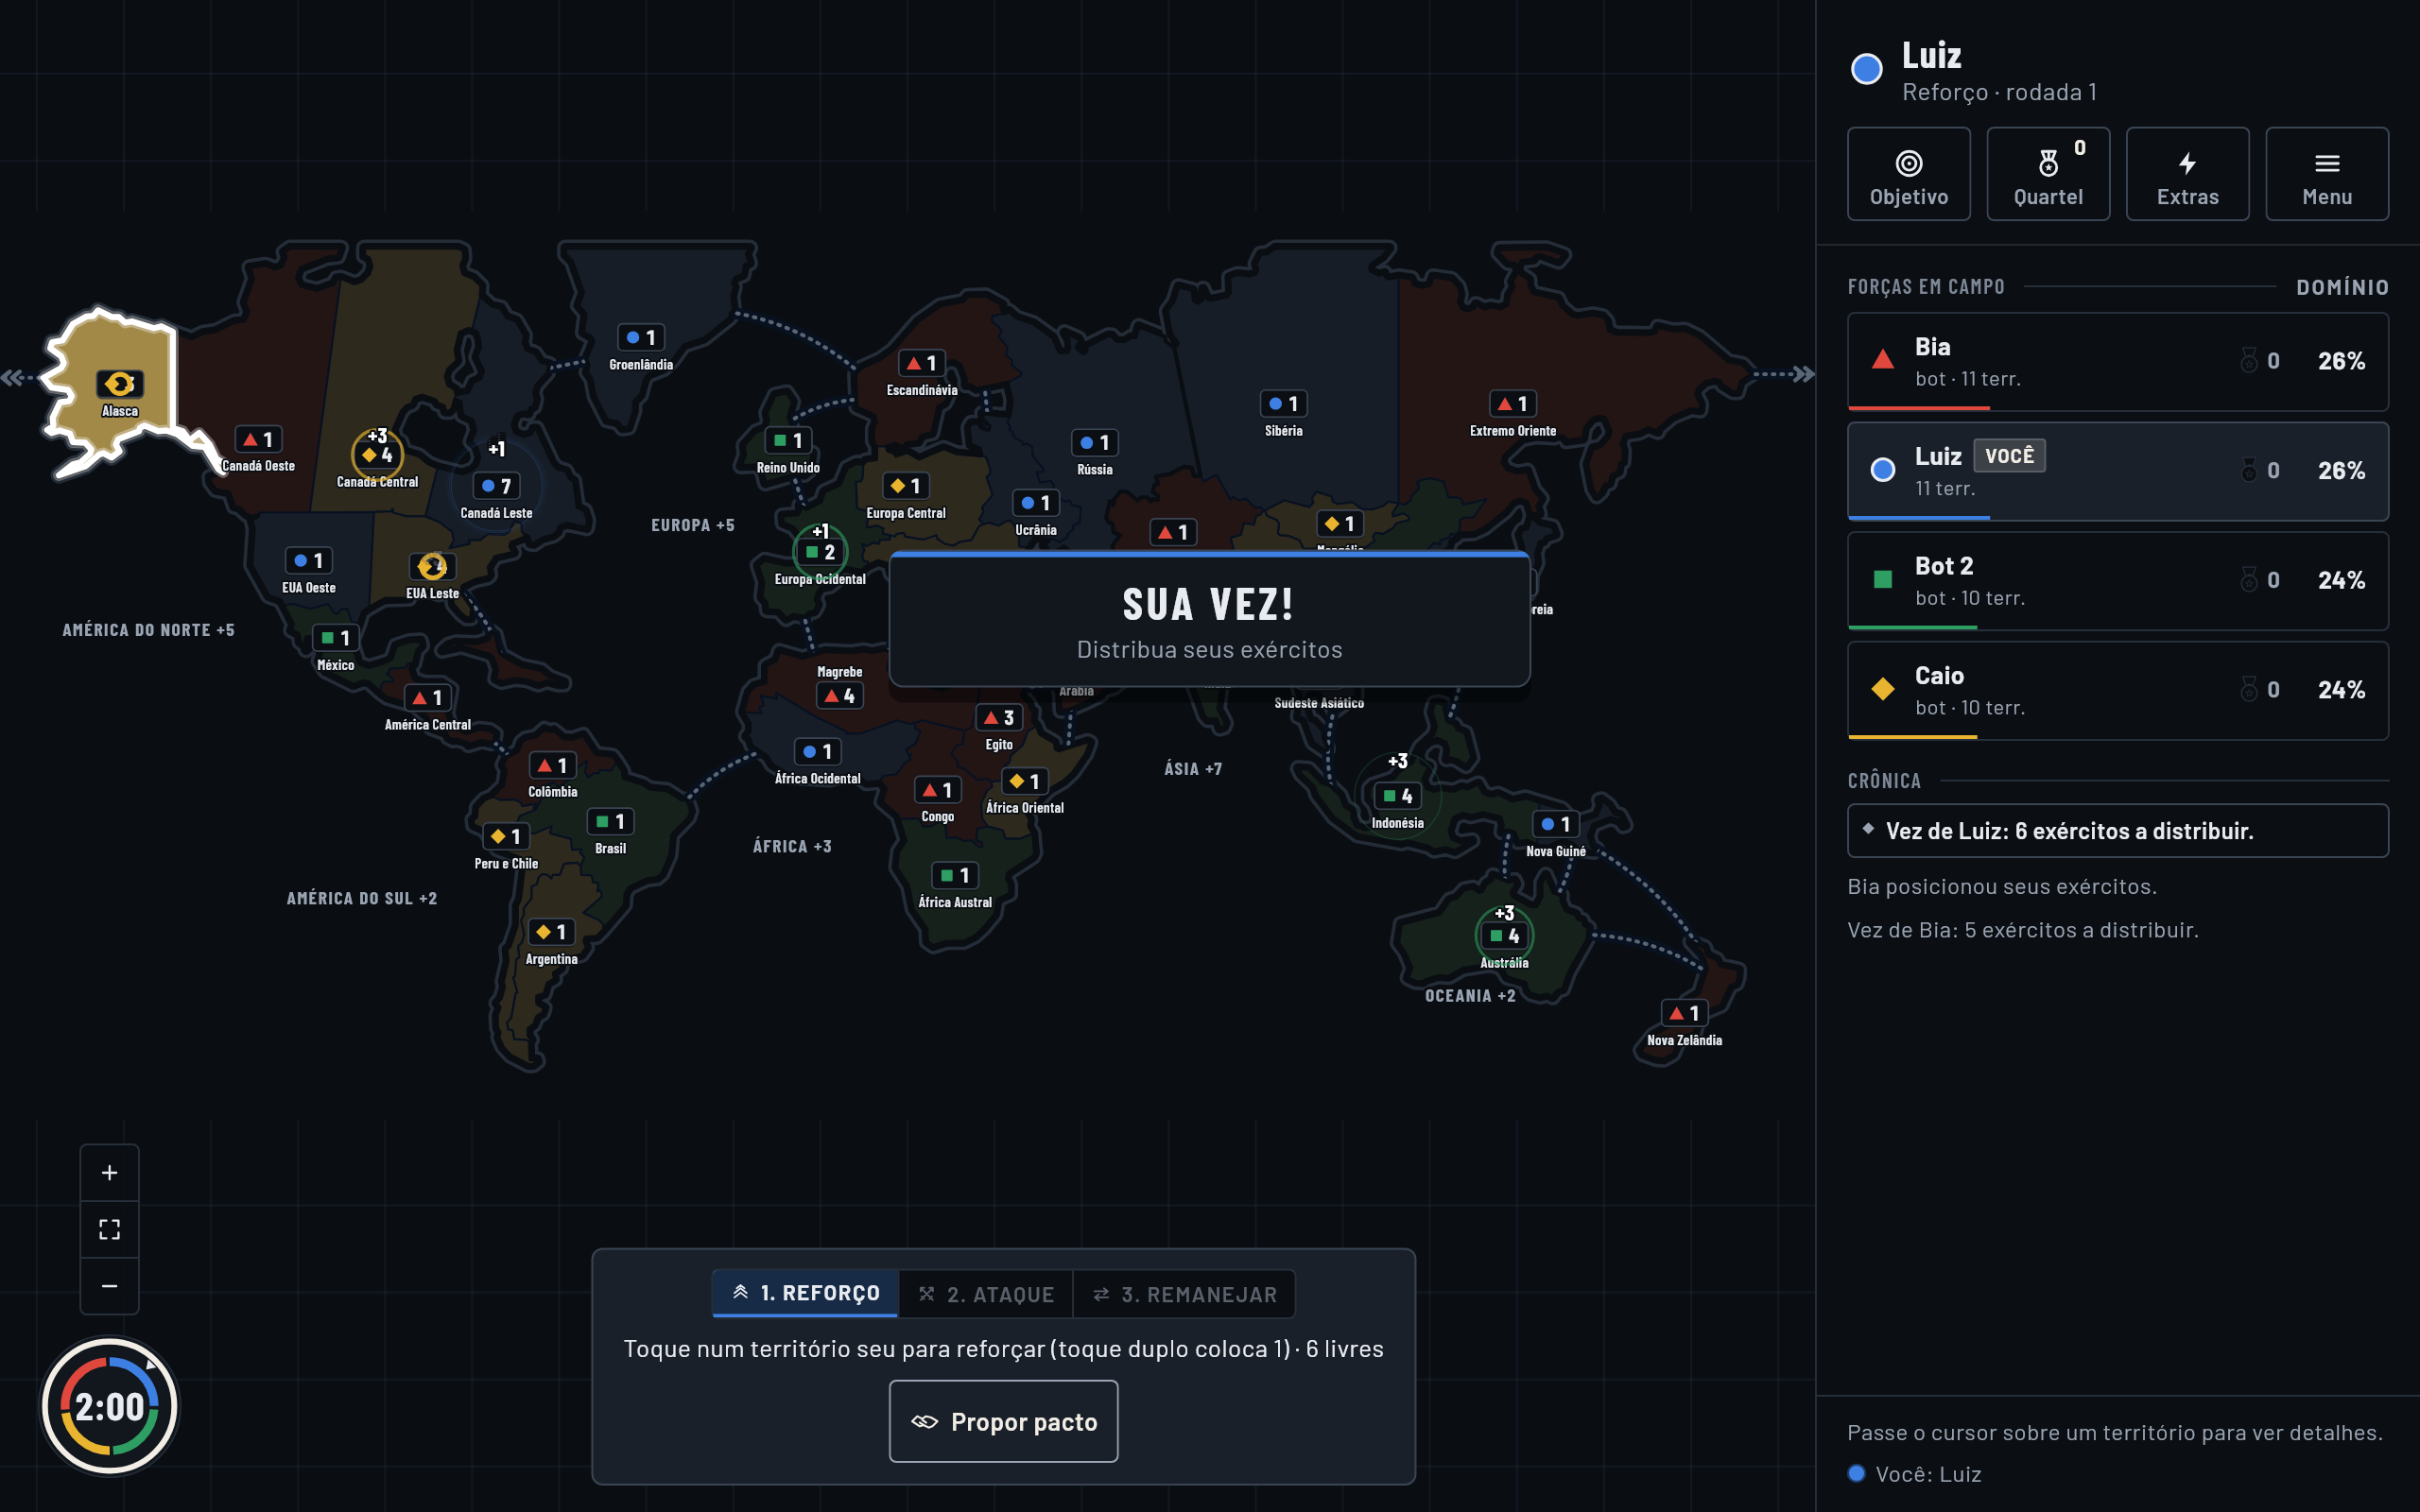 Luiz
Reforço · rodada 1
Objetivo
0
Quartel
Extras
Menu
FORÇAS EM CAMPO
DOMÍNIO
Bia
bot · 11 terr.
0
26%
Luiz
VOCÊ
11 terr.
0
26%
Bot 2
bot · 10 terr.
0
24%
Caio
bot · 10 terr.
0
24%
CRÔNICA
Vez de Luiz: 6 exércitos a distribuir.
Bia posicionou seus exércitos.
Vez de Bia: 5 exércitos a distribuir.
Passe o cursor sobre um território para ver detalhes.
Você: Luiz
Alasca
1
Canadá Oeste
+3
4
Canadá Central
+1
7
Canadá Leste
1
Groenlândia
1
EUA Oeste
EUA Leste
1
México
1
América Central
AMÉRICA DO NORTE +5
1
Colômbia
1
Peru e Chile
1
Brasil
1
Argentina
AMÉRICA DO SUL +2
EUROPA +5
1
Escandinávia
1
Reino Unido
1
Europa Central
+1
2
Europa Ocidental
1
Rússia
1
Ucrânia
1
Sibéria
1
Extremo Oriente
1
1
SUA VEZ!
Distribua seus exércitos
Magrebe
4
3
Egito
1
África Ocidental
1
Congo
1
África Oriental
1
África Austral
ÁFRICA +3
Arábia
Sudeste Asiático
ÁSIA +7
+3
4
Indonésia
1
Nova Guiné
+3
4
Austrália
OCEANIA +2
1
Nova Zelândia
+
−
2:00
1. REFORÇO
2. ATAQUE
3. REMANEJAR
Toque num território seu para reforçar (toque duplo coloca 1) · 6 livres
Propor pacto